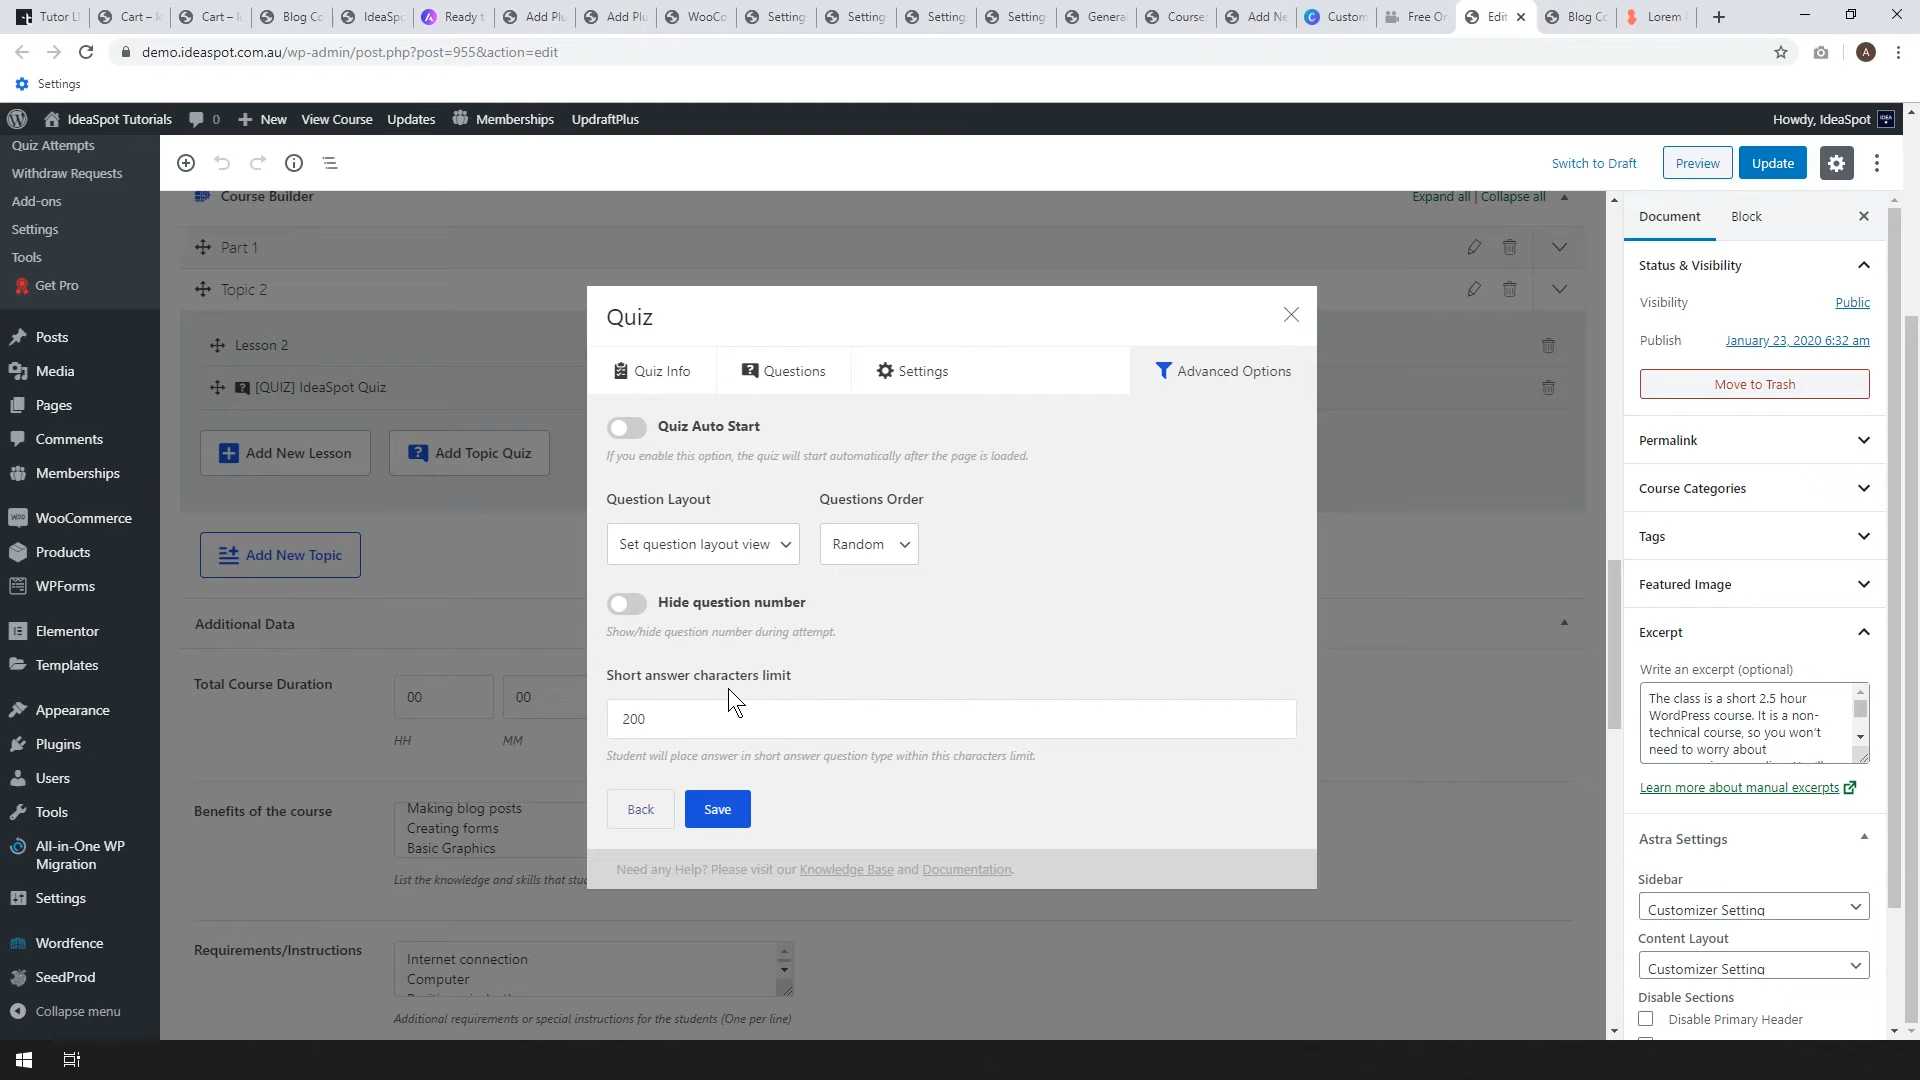 Tutor L
Cart – I
Cart – I
Blog Co
IdeaSp
Ready t
Add Plu
Add Plu
WooCo
Setting
Setting
Setting
Setting
Genera
Course
Add Ne
Custom
Free On
Edit
Blog Co
Lorem
demo.ideaspot.com.au/wp-admin/post.php?post=955&action=edit
A
Settings
IdeaSpot Tutorials
0
New
View Course
Updates
Memberships
UpdraftPlus
Howdy, IdeaSpot
Quiz Attempts
Withdraw Requests
Add-ons
Settings
Tools
Get Pro
Posts
Media
Pages
Comments
Memberships
WooCommerce
Products
WPForms
Elementor
Templates
Appearance
Plugins
Users
Tools
All-in-One WP
Migration
Settings
Wordfence
SeedProd
Collapse menu
Switch to Draft
Preview
Update
Course Builder
Expand all | Collapse all
Part 1
Topic 2
Lesson 2
[QUIZ] IdeaSpot Quiz
Add New Lesson
Add Topic Quiz
Add New Topic
Additional Data
Total Course Duration
00
00
HH
MM
Benefits of the course
Making blog posts
Creating forms
Basic Graphics
List the knowledge and skills that stu
Requirements/Instructions
Internet connection
Computer
Additional requirements or special instructions for the students (One per line)
Quiz
Quiz Info
Questions
Settings
Advanced Options
Quiz Auto Start
If you enable this option, the quiz will start automatically after the page is loaded.
Question Layout
Questions Order
Set question layout view
Random
Hide question number
Show/hide question number during attempt.
Short answer characters limit
200
Student will place answer in short answer question type within this characters limit.
Back
Save
Need any Help? Please visit our Knowledge Base and Documentation.
Document
Block
Status & Visibility
Visibility
Public
Publish
January 23, 2020 6:32 am
Move to Trash
Permalink
Course Categories
Tags
Featured Image
Excerpt
Write an excerpt (optional)
The class is a short 2.5 hour
WordPress course. It is a non-
technical course, so you won't
need to worry about
Learn more about manual excerpts
Astra Settings
Sidebar
Customizer Setting
Content Layout
Customizer Setting
Disable Sections
Disable Primary Header